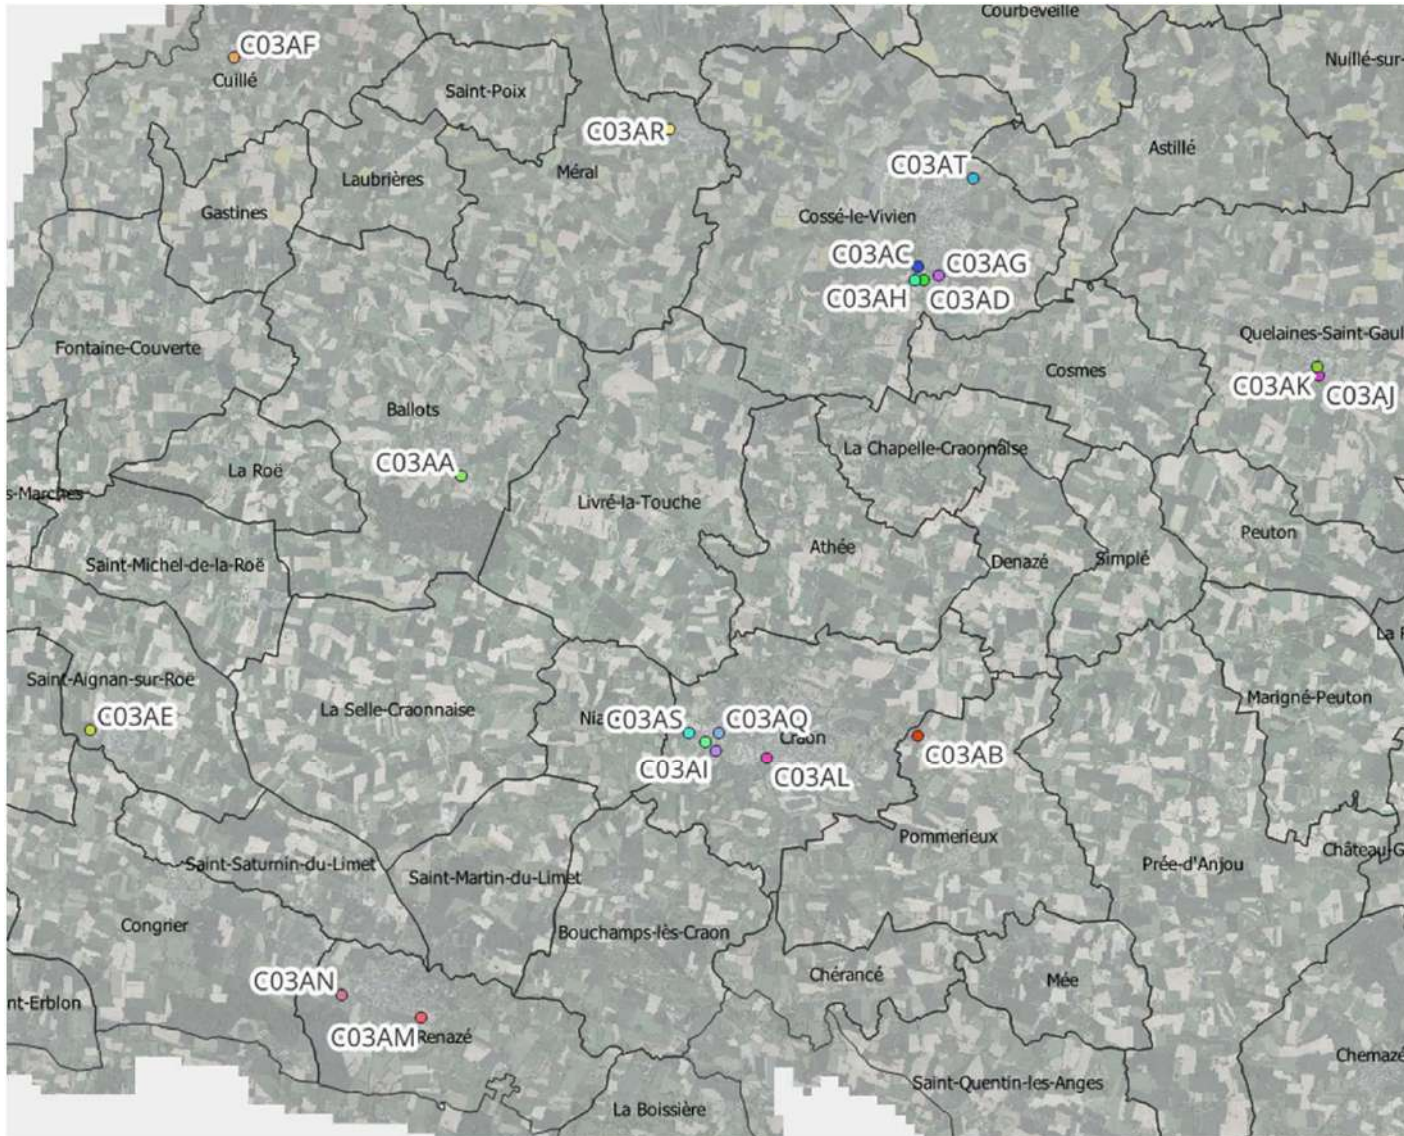 Courbeveille
C03AF
Cuillé
Nuillé-sur-
Saint-Poix
C03AR
Astillé
C03AT
Méral
Laubrières
Gastines
Cossé-le-Vivien
C03AC
C03AG
C03AH
C03AD
Quelaines-Saint-Gaul
Fontaine-Couverte
Cosmes
C03AK
C03AJ
Ballots
La Chapelle-Craonnaise
C03AA
La Roë
s-Marches
Livré-la-Touche
Peuton
Athée
Simplé
Denazé
Saint-Michel-de-la-Roë
La R
Saint-Aignan-sur-Roë
Marigné-Peuton
La Selle-Craonnaise
C03AE
Nia
C03AS
C03AQ
Craon
C03AB
C03AI
C03AL
Pommerieux
Château-G
Saint-Saturnin-du-Limet
Prée-d'Anjou
Saint-Martin-du-Limet
Congrier
Bouchamps-lès-Craon
Chérancé
Mée
C03AN
nt-Erblon
C03AM
Renazé
Chemazé
Saint-Quentin-les-Anges
La Boissière